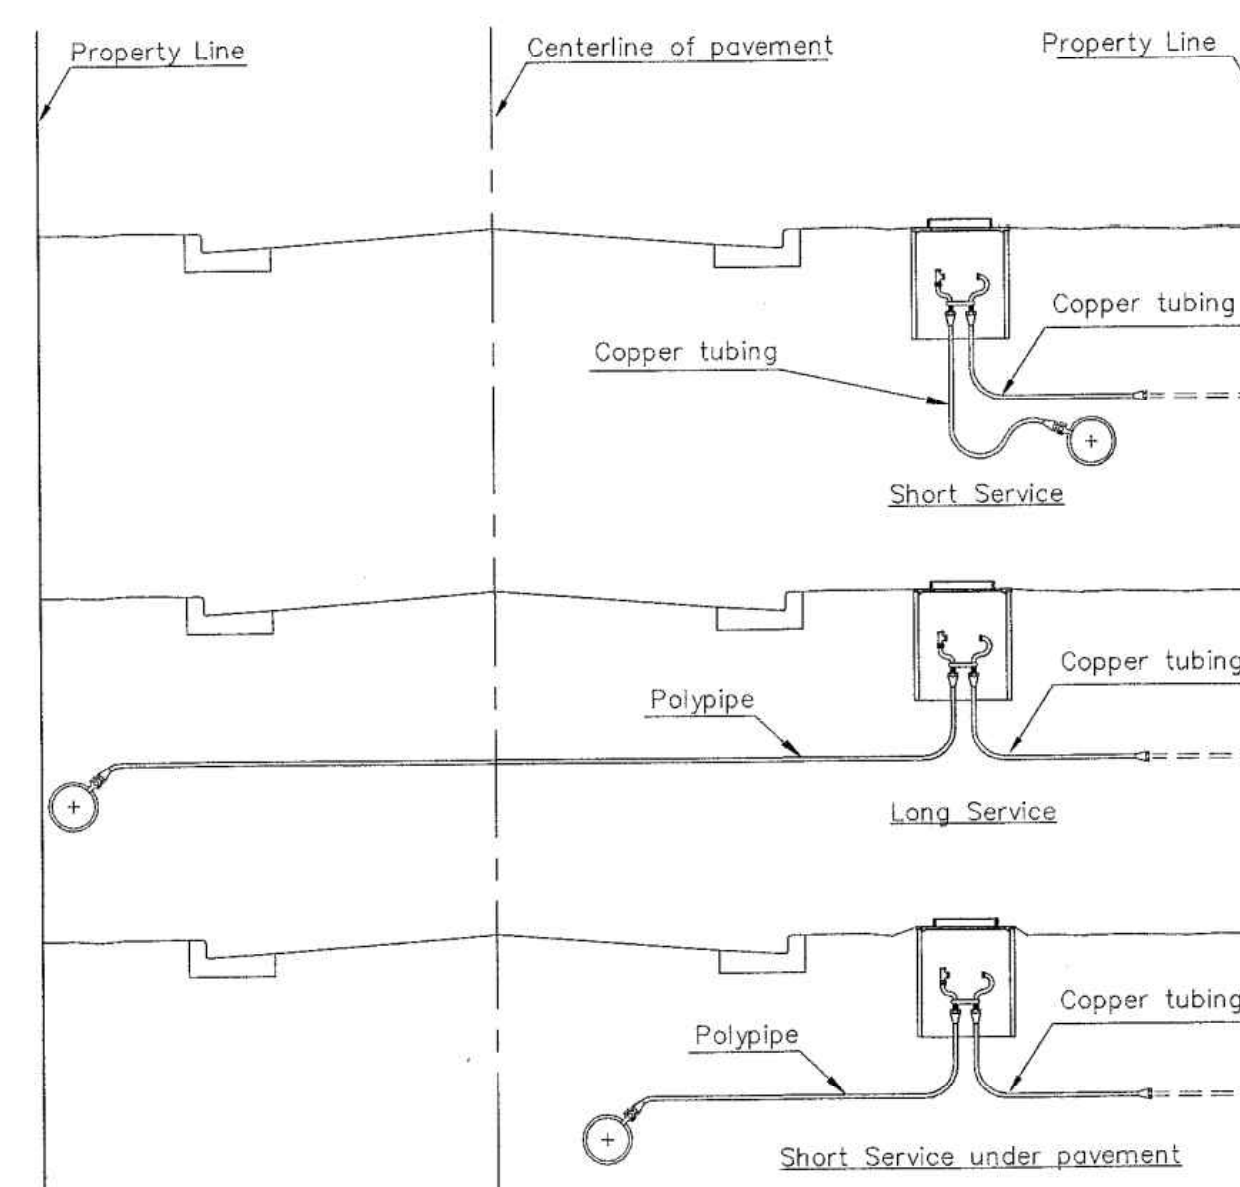 Property Line
Centerline of pavement
Property Line
Copper tubing
Copper tubing
Short Service
Copper tubing
Polypipe
Long Service
Copper tubing
Polypipe
Short Service under pavement